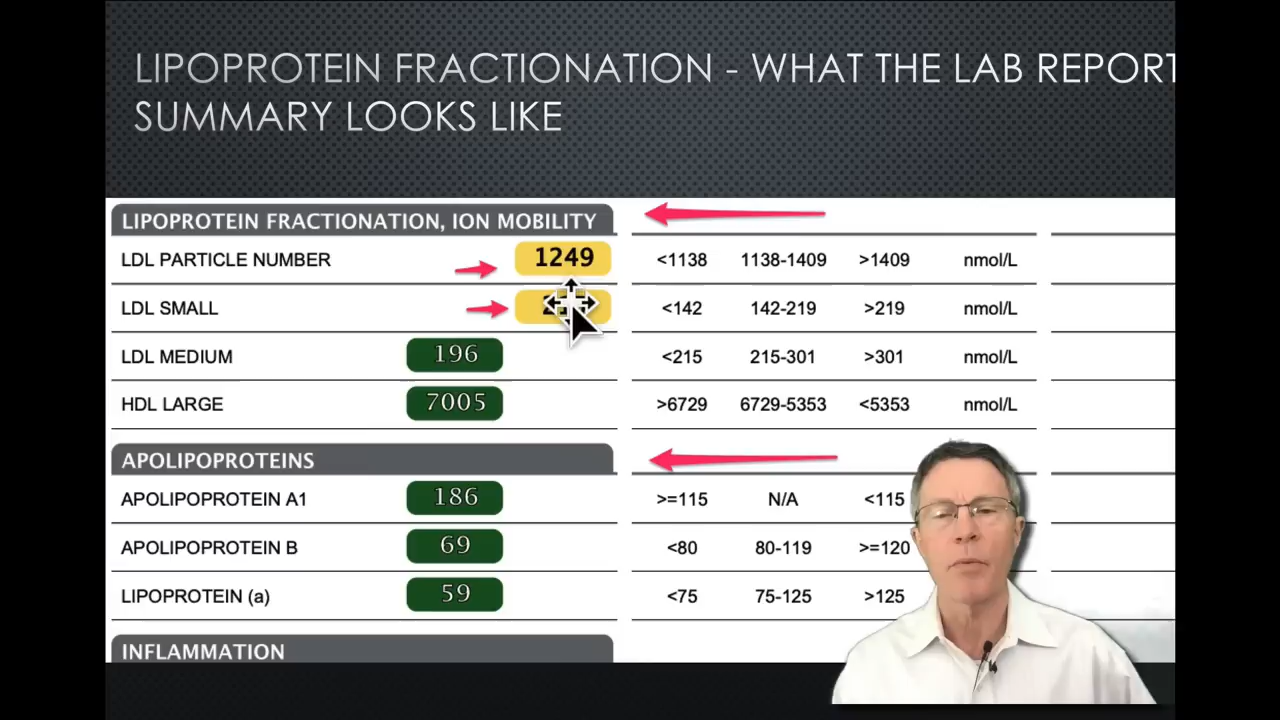 LIPOPROTEIN FRACTIONATION - WHAT THE LAB REPORT
SUMMARY LOOKS LIKE
LIPOPROTEIN FRACTIONATION, ION MOBILITY
LDL PARTICLE NUMBER 1249 <1138 1138-1409 >1409 nmol/L
LDL SMALL <142 142-219 >219 nmol/L
LDL MEDIUM 196 <215 215-301 >301 nmol/L
HDL LARGE 7005 >6729 6729-5353 <5353 nmol/L
APOLIPOPROTEINS
APOLIPOPROTEIN A1 186 >=115 N/A <115
APOLIPOPROTEIN B 69 <80 80-119 >=120
LIPOPROTEIN (a) 59 <75 75-125 >125
INFLAMMATION